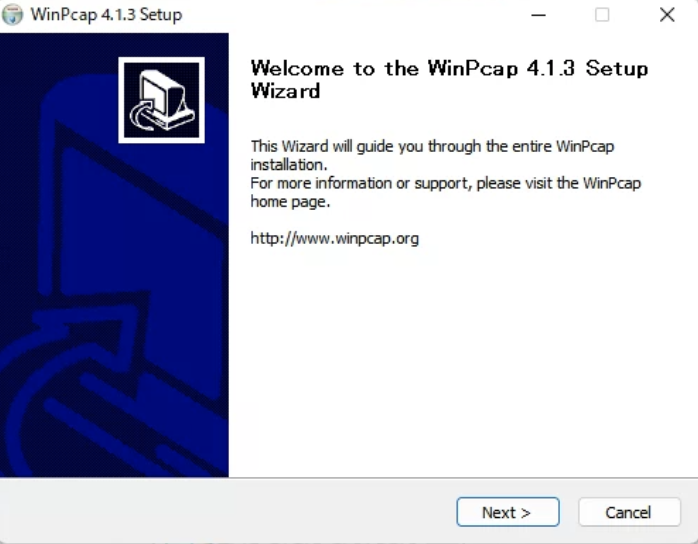 WinPcap 4.1.3 Setup
Welcome to the WinPcap 4.1.3 Setup
Wizard
This Wizard will guide you through the entire WinPcap
installation.
For more information or support, please visit the WinPcap
home page.
http://www.winpcap.org
Next >
Cancel